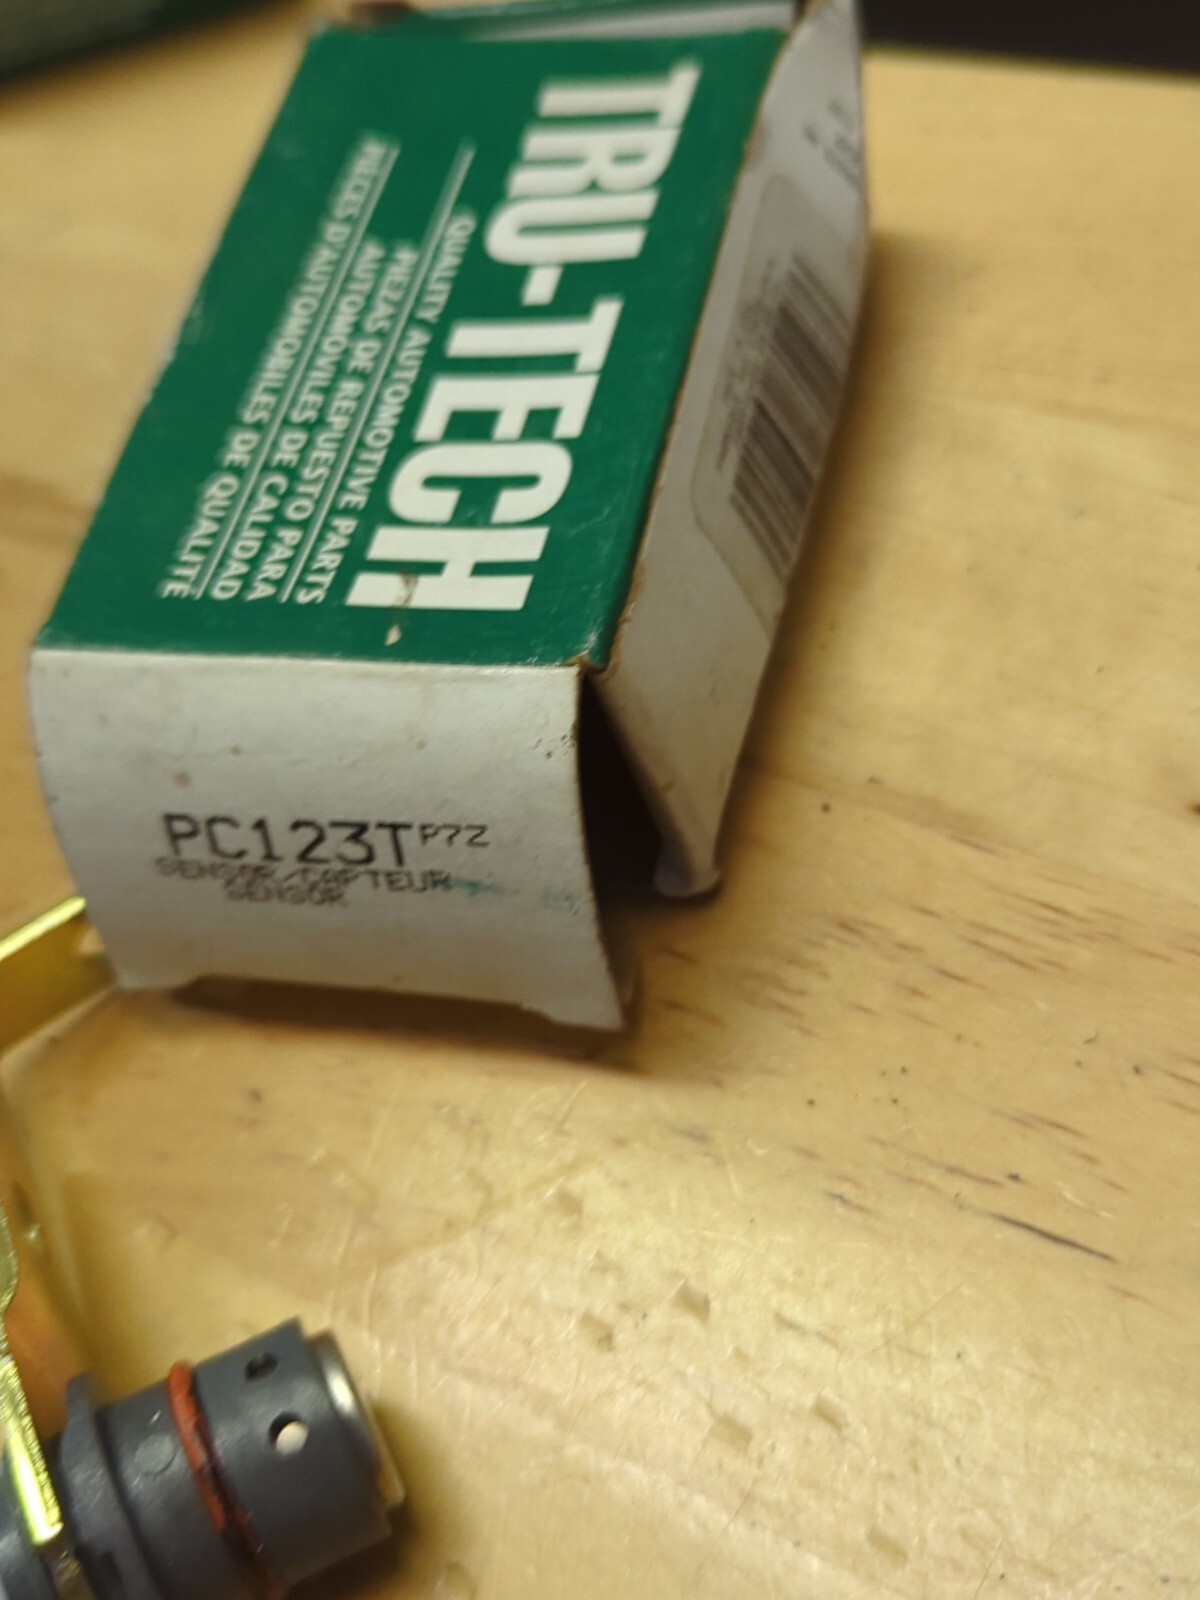 TRU-TECH
QUALITY AUTOMOTIVE PARTS
PIEZAS DE REPUESTO PARA
AUTOMOVILES DE CALIDAD
PIECES D'AUTOMOBILES DE QUALITE
PC123T P7Z
SENSOR/CAPTEUR
SENSOR